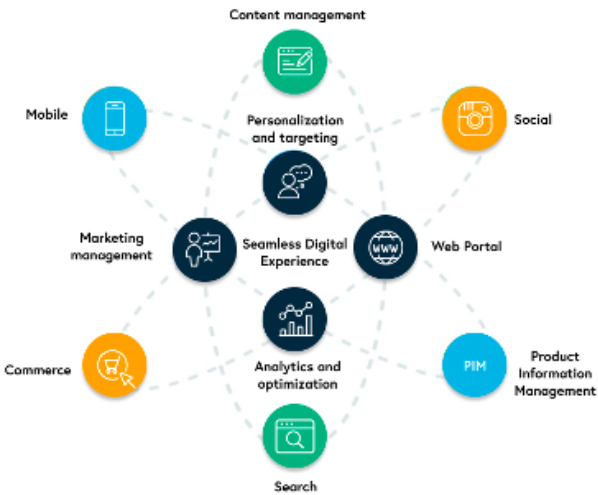 Content management
Mobile
Personalization
and targeting
Social
Marketing
management
Seamless Digital
Experience
WWW
Web Portal
Commerce
Analytics and
optimization
PIM
Product
Information
Management
Search